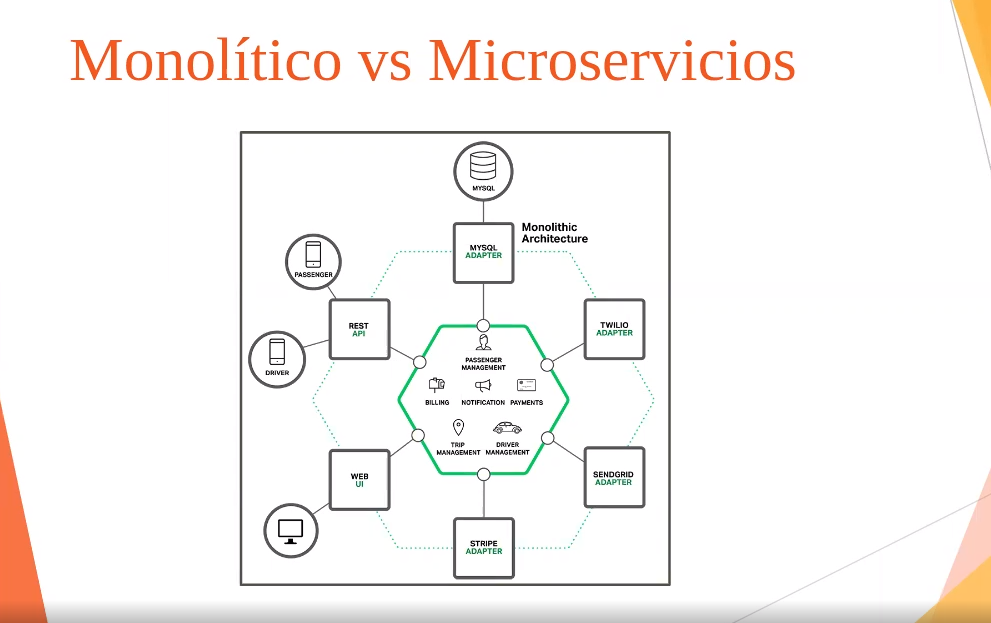 Monolítico vs Microservicios
MYSQL
Monolithic
Architecture
MYSQL
ADAPTER
PASSENGER
REST
API
TWILIO
ADAPTER
DRIVER
PASSENGER
MANAGEMENT
BILLING
NOTIFICATION
PAYMENTS
TRIP
MANAGEMENT
DRIVER
MANAGEMENT
WEB
UI
SENDGRID
ADAPTER
STRIPE
ADAPTER